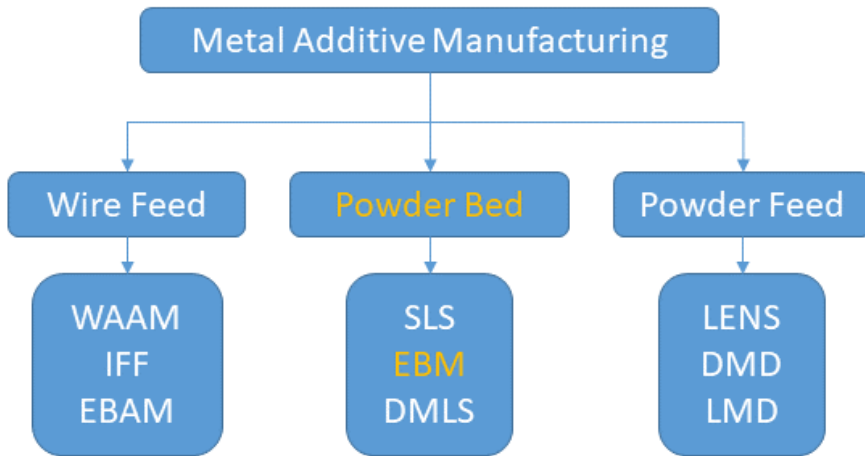 Metal Additive Manufacturing
Wire Feed
Powder Bed
Powder Feed
WAAM
IFF
EBAM
SLS
EBM
DMLS
LENS
DMD
LMD